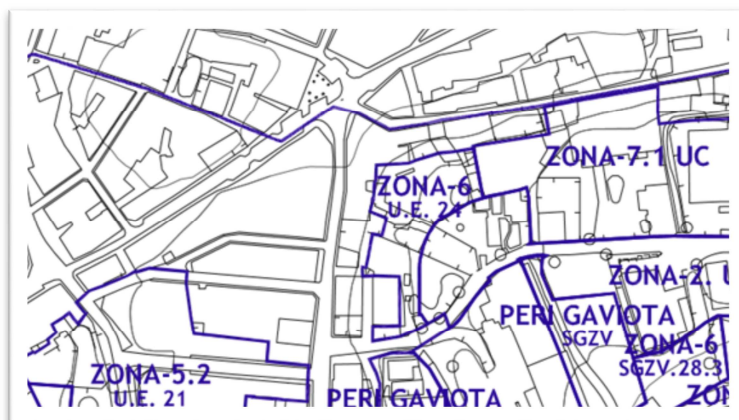 ZONA-7.1 UC
ZONA-6
U.E. 24
ZONA-2.
PERI GAVIOTA
SGZV
ZONA-6
SGZV.28.3
ZONA-5.2
U.E. 21
PERI GAVIOTA